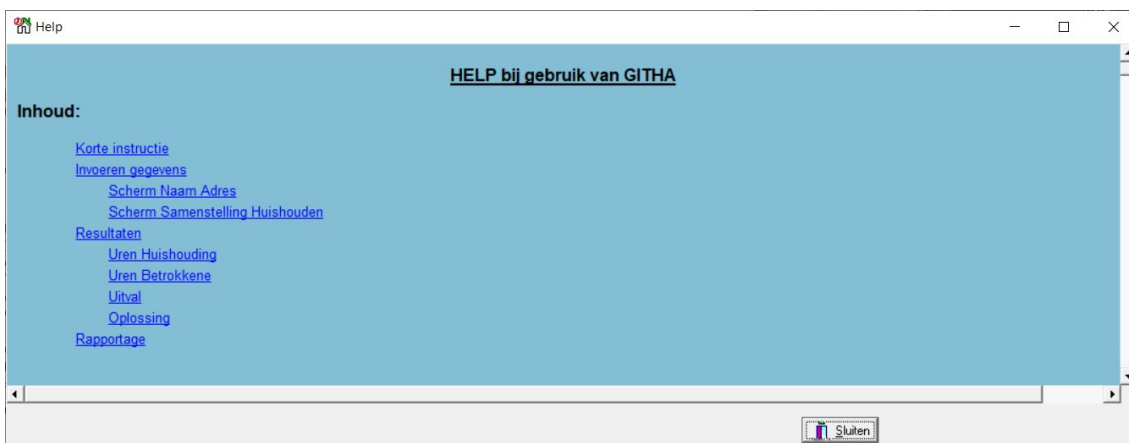 Help
HELP bij gebruik van GITHA
Inhoud:
Korte instructie
Invoeren gegevens
Scherm Naam Adres
Scherm Samenstelling Huishouden
Resultaten
Uren Huishouding
Uren Betrokkene
Uitval
Oplossing
Rapportage
Sluiten